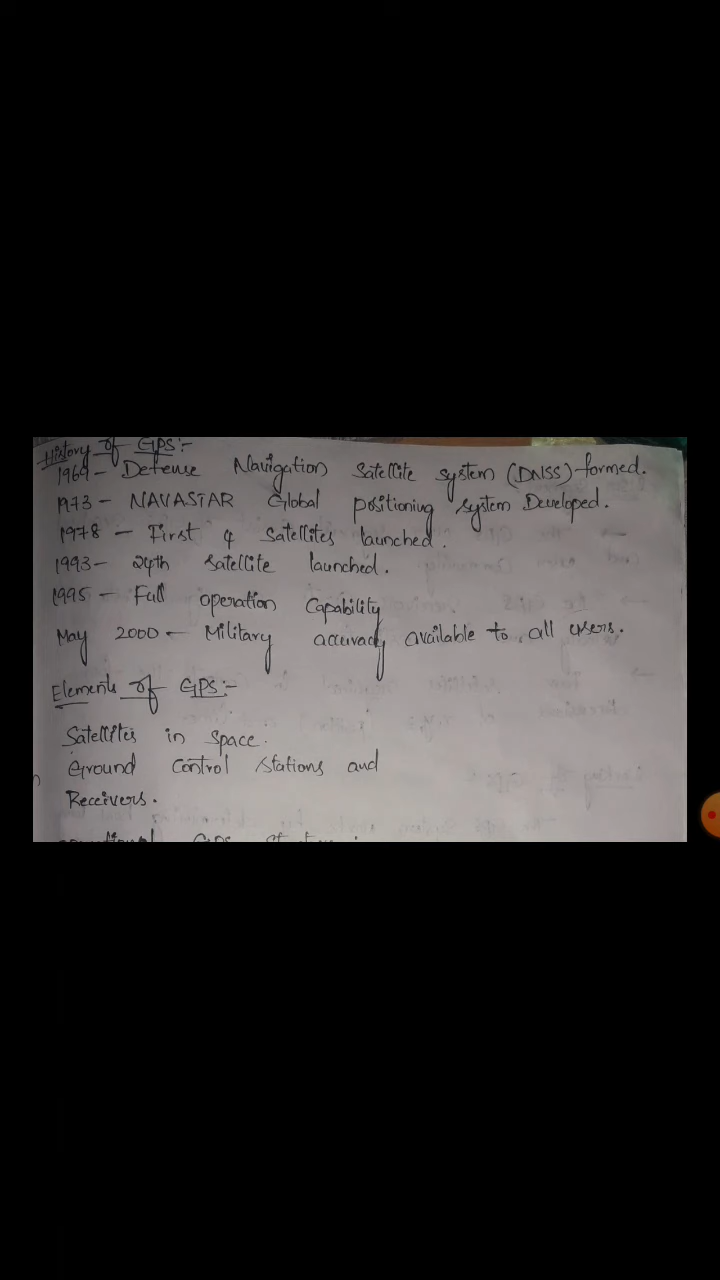 History of GPS:-
1969 - Defense Navigation Satellite system (DNSS) formed.
1973 - NAVASTAR Global positioning system Developed.
1978 - First 4 Satellites launched.
1993 - 24th satellite launched.
1995 - Full operation Capability
May 2000 - Military accuracy available to all users.
Elements of GPS:-
Satellites in space.
Ground control stations and
Receivers.
GPS